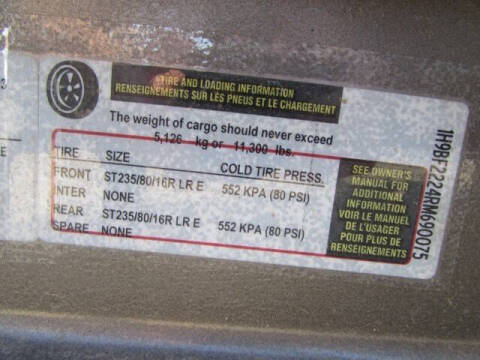 TIRE AND LOADING INFORMATION
RENSEIGNEMENTS SUR LES PNEUS ET LE CHARGEMENT
The weight of cargo should never exceed
5,126 kg or 11,300 lbs.
TIRE SIZE COLD TIRE PRESS.
FRONT ST235/80/16R LR E 552 KPA (80 PSI)
INTER NONE
REAR ST235/80/16R LR E 552 KPA (80 PSI)
SPARE NONE
SEE OWNER'S
MANUAL FOR
ADDITIONAL
INFORMATION
VOIR LE MANUEL
DE L'USAGER
POUR PLUS DE
RENSEIGNEMENTS
1H9BF2224RM690075